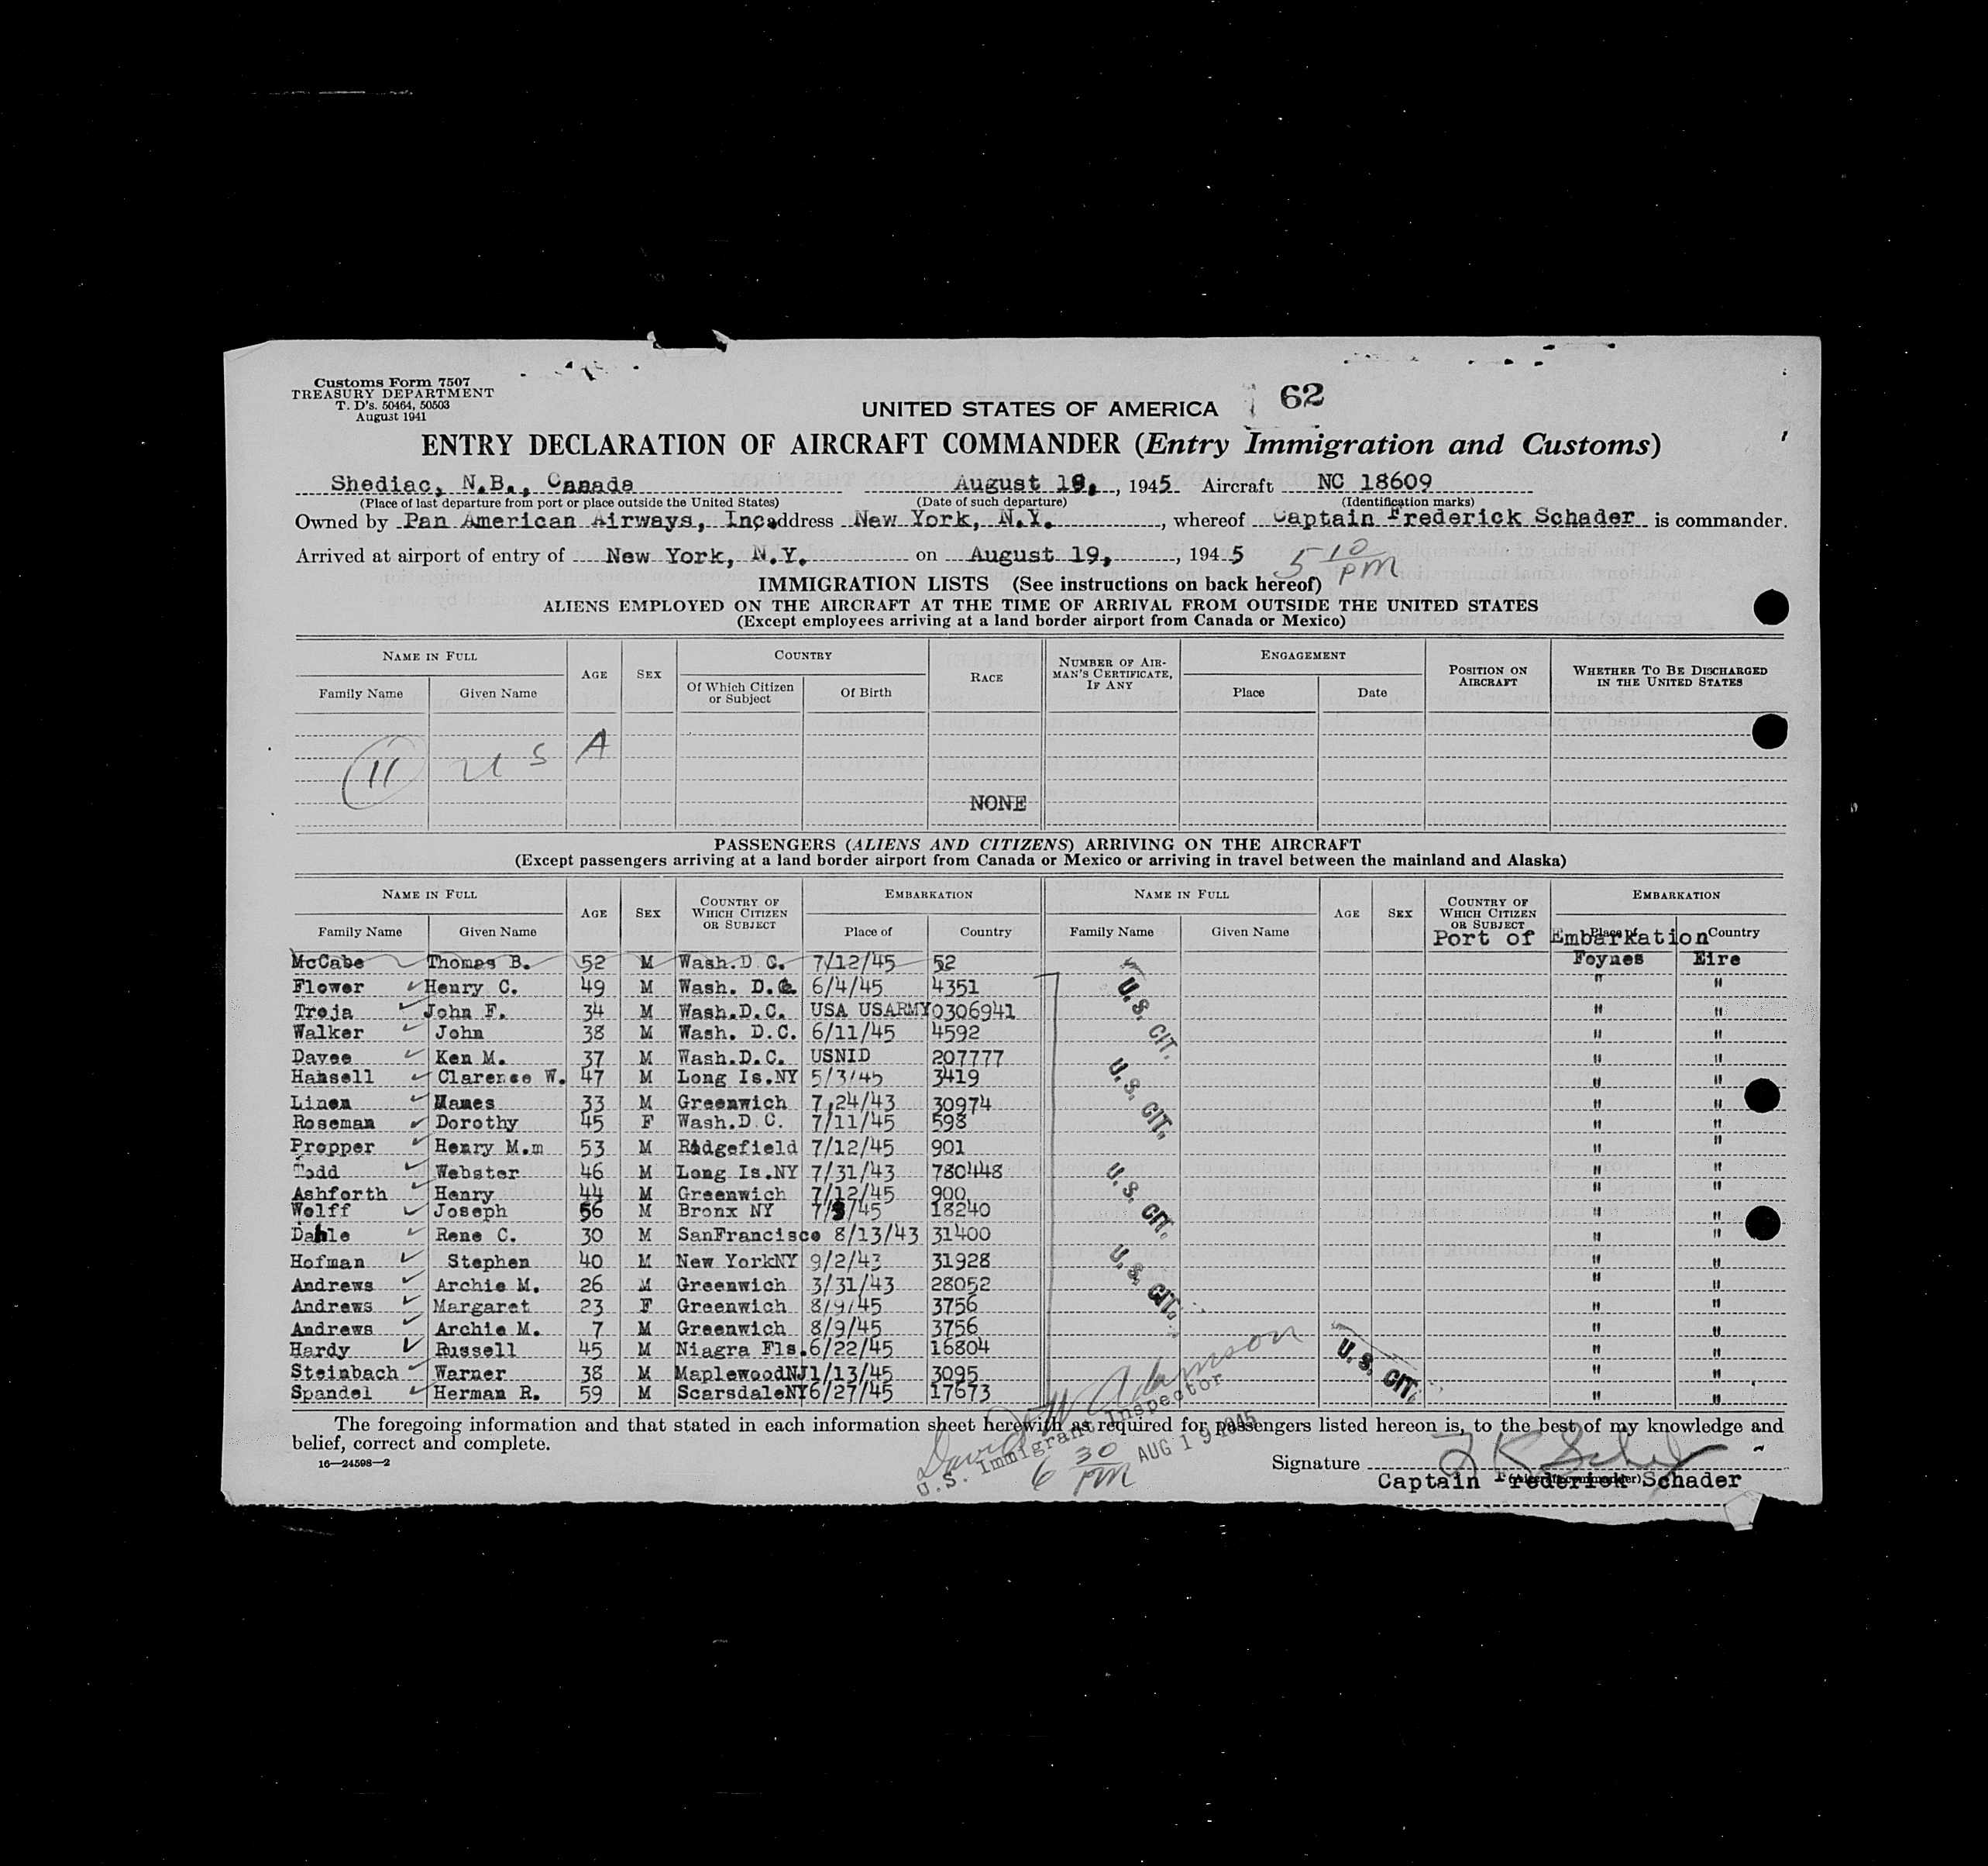 Customs Form 7507
TREASURY DEPARTMENT
T. D's. 50464, 50503
August 1941
62
UNITED STATES OF AMERICA
ENTRY DECLARATION OF AIRCRAFT COMMANDER (Entry Immigration and Customs)
Shediac, N.B., Canada August 19, , 1945 Aircraft NC 18609
(Place of last departure from port or place outside the United States) (Date of such departure) (Identification marks)
Owned by Pan American Airways, Inc address New York, N.Y. , whereof Captain Frederick Schader is commander.
Arrived at airport of entry of New York, N.Y. on August 19, , 1945 5 10 PM
IMMIGRATION LISTS (See instructions on back hereof)
ALIENS EMPLOYED ON THE AIRCRAFT AT THE TIME OF ARRIVAL FROM OUTSIDE THE UNITED STATES
(Except employees arriving at a land border airport from Canada or Mexico)
NAME IN FULL AGE SEX COUNTRY RACE NUMBER OF AIRMAN'S CERTIFICATE, IF ANY ENGAGEMENT POSITION ON AIRCRAFT WHETHER TO BE DISCHARGED IN THE UNITED STATES
Family Name Given Name Of Which Citizen or Subject Of Birth Place Date
11 U S A
NONE
PASSENGERS (ALIENS AND CITIZENS) ARRIVING ON THE AIRCRAFT
(Except passengers arriving at a land border airport from Canada or Mexico or arriving in travel between the mainland and Alaska)
NAME IN FULL AGE SEX COUNTRY OF WHICH CITIZEN OR SUBJECT EMBARKATION NAME IN FULL AGE SEX COUNTRY OF WHICH CITIZEN OR SUBJECT EMBARKATION
Family Name Given Name Place of Country Family Name Given Name Place of Country
Port of Embarkation
McCabe Thomas B. 52 M Wash.D C. 7/12/45 52 Foynes Eire
Flower Henry C. 49 M Wash. D.C. 6/4/45 4351 " "
Troja John F. 34 M Wash.D.C. USA USARMY 0306941 " "
Walker John 38 M Wash. D.C. 6/11/45 4592 " "
Davee Ken M. 37 M Wash.D.C. USNID 207777 " "
Hansell Clarence W. 47 M Long Is.NY 5/3/45 3419 " "
Linen Hames 33 M Greenwich 7,24/43 30974 " "
Roseman Dorothy 45 F Wash.D C. 7/11/45 598 " "
Propper Henry M.m 53 M Ridgefield 7/12/45 901 " "
Todd Webster 46 M Long Is.NY 7/31/43 780448 " "
Ashforth Henry 44 M Greenwich 7/12/45 900 " "
Wolff Joseph 56 M Bronx NY 7/3/45 18240 " "
Dahle Rene C. 30 M SanFrancisco 8/13/43 31400 " "
Hofman Stephen 40 M New YorkNY 9/2/43 31928 " "
Andrews Archie M. 26 M Greenwich 3/31/43 28052 " "
Andrews Margaret 23 F Greenwich 8/9/45 3756 " "
Andrews Archie M. 7 M Greenwich 8/9/45 3756 " "
Hardy Russell 45 M Niagra Fls. 6/22/45 16804 " "
Steinbach Warner 38 M MaplewoodNJ 1/13/45 3095 " "
Spandel Herman R. 59 M ScarsdaleNY 6/27/45 17673 " "
U.S. CIT.
U.S. CIT.
U.S. CIT.
U.S. CIT.
U.S. CIT.
The foregoing information and that stated in each information sheet herewith as required for passengers listed hereon is, to the best of my knowledge and
belief, correct and complete.
16—24598—2
David W Adamson
U.S. Immigrant Inspector
6 30 PM AUG 19 1945
Signature F K Schader
(Aircraft commander)
Captain Frederick Schader